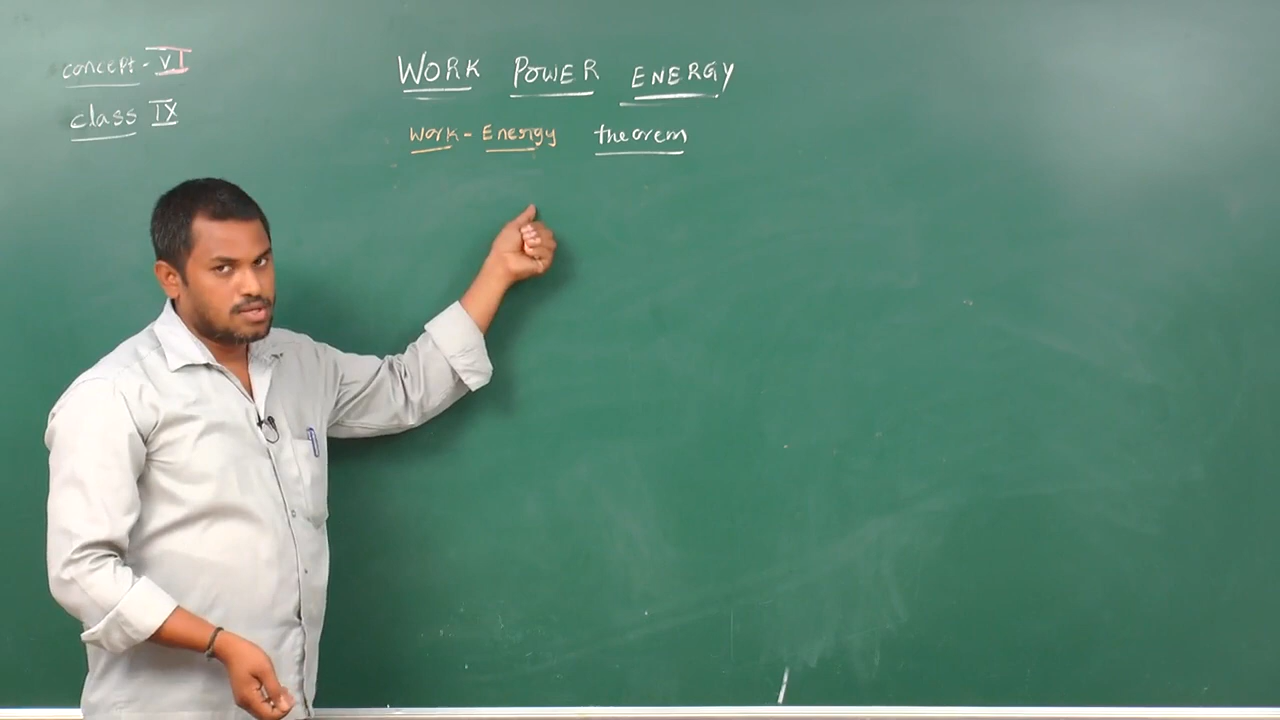 concept - VI
class IX
WORK POWER ENERGY
Work - Energy theorem